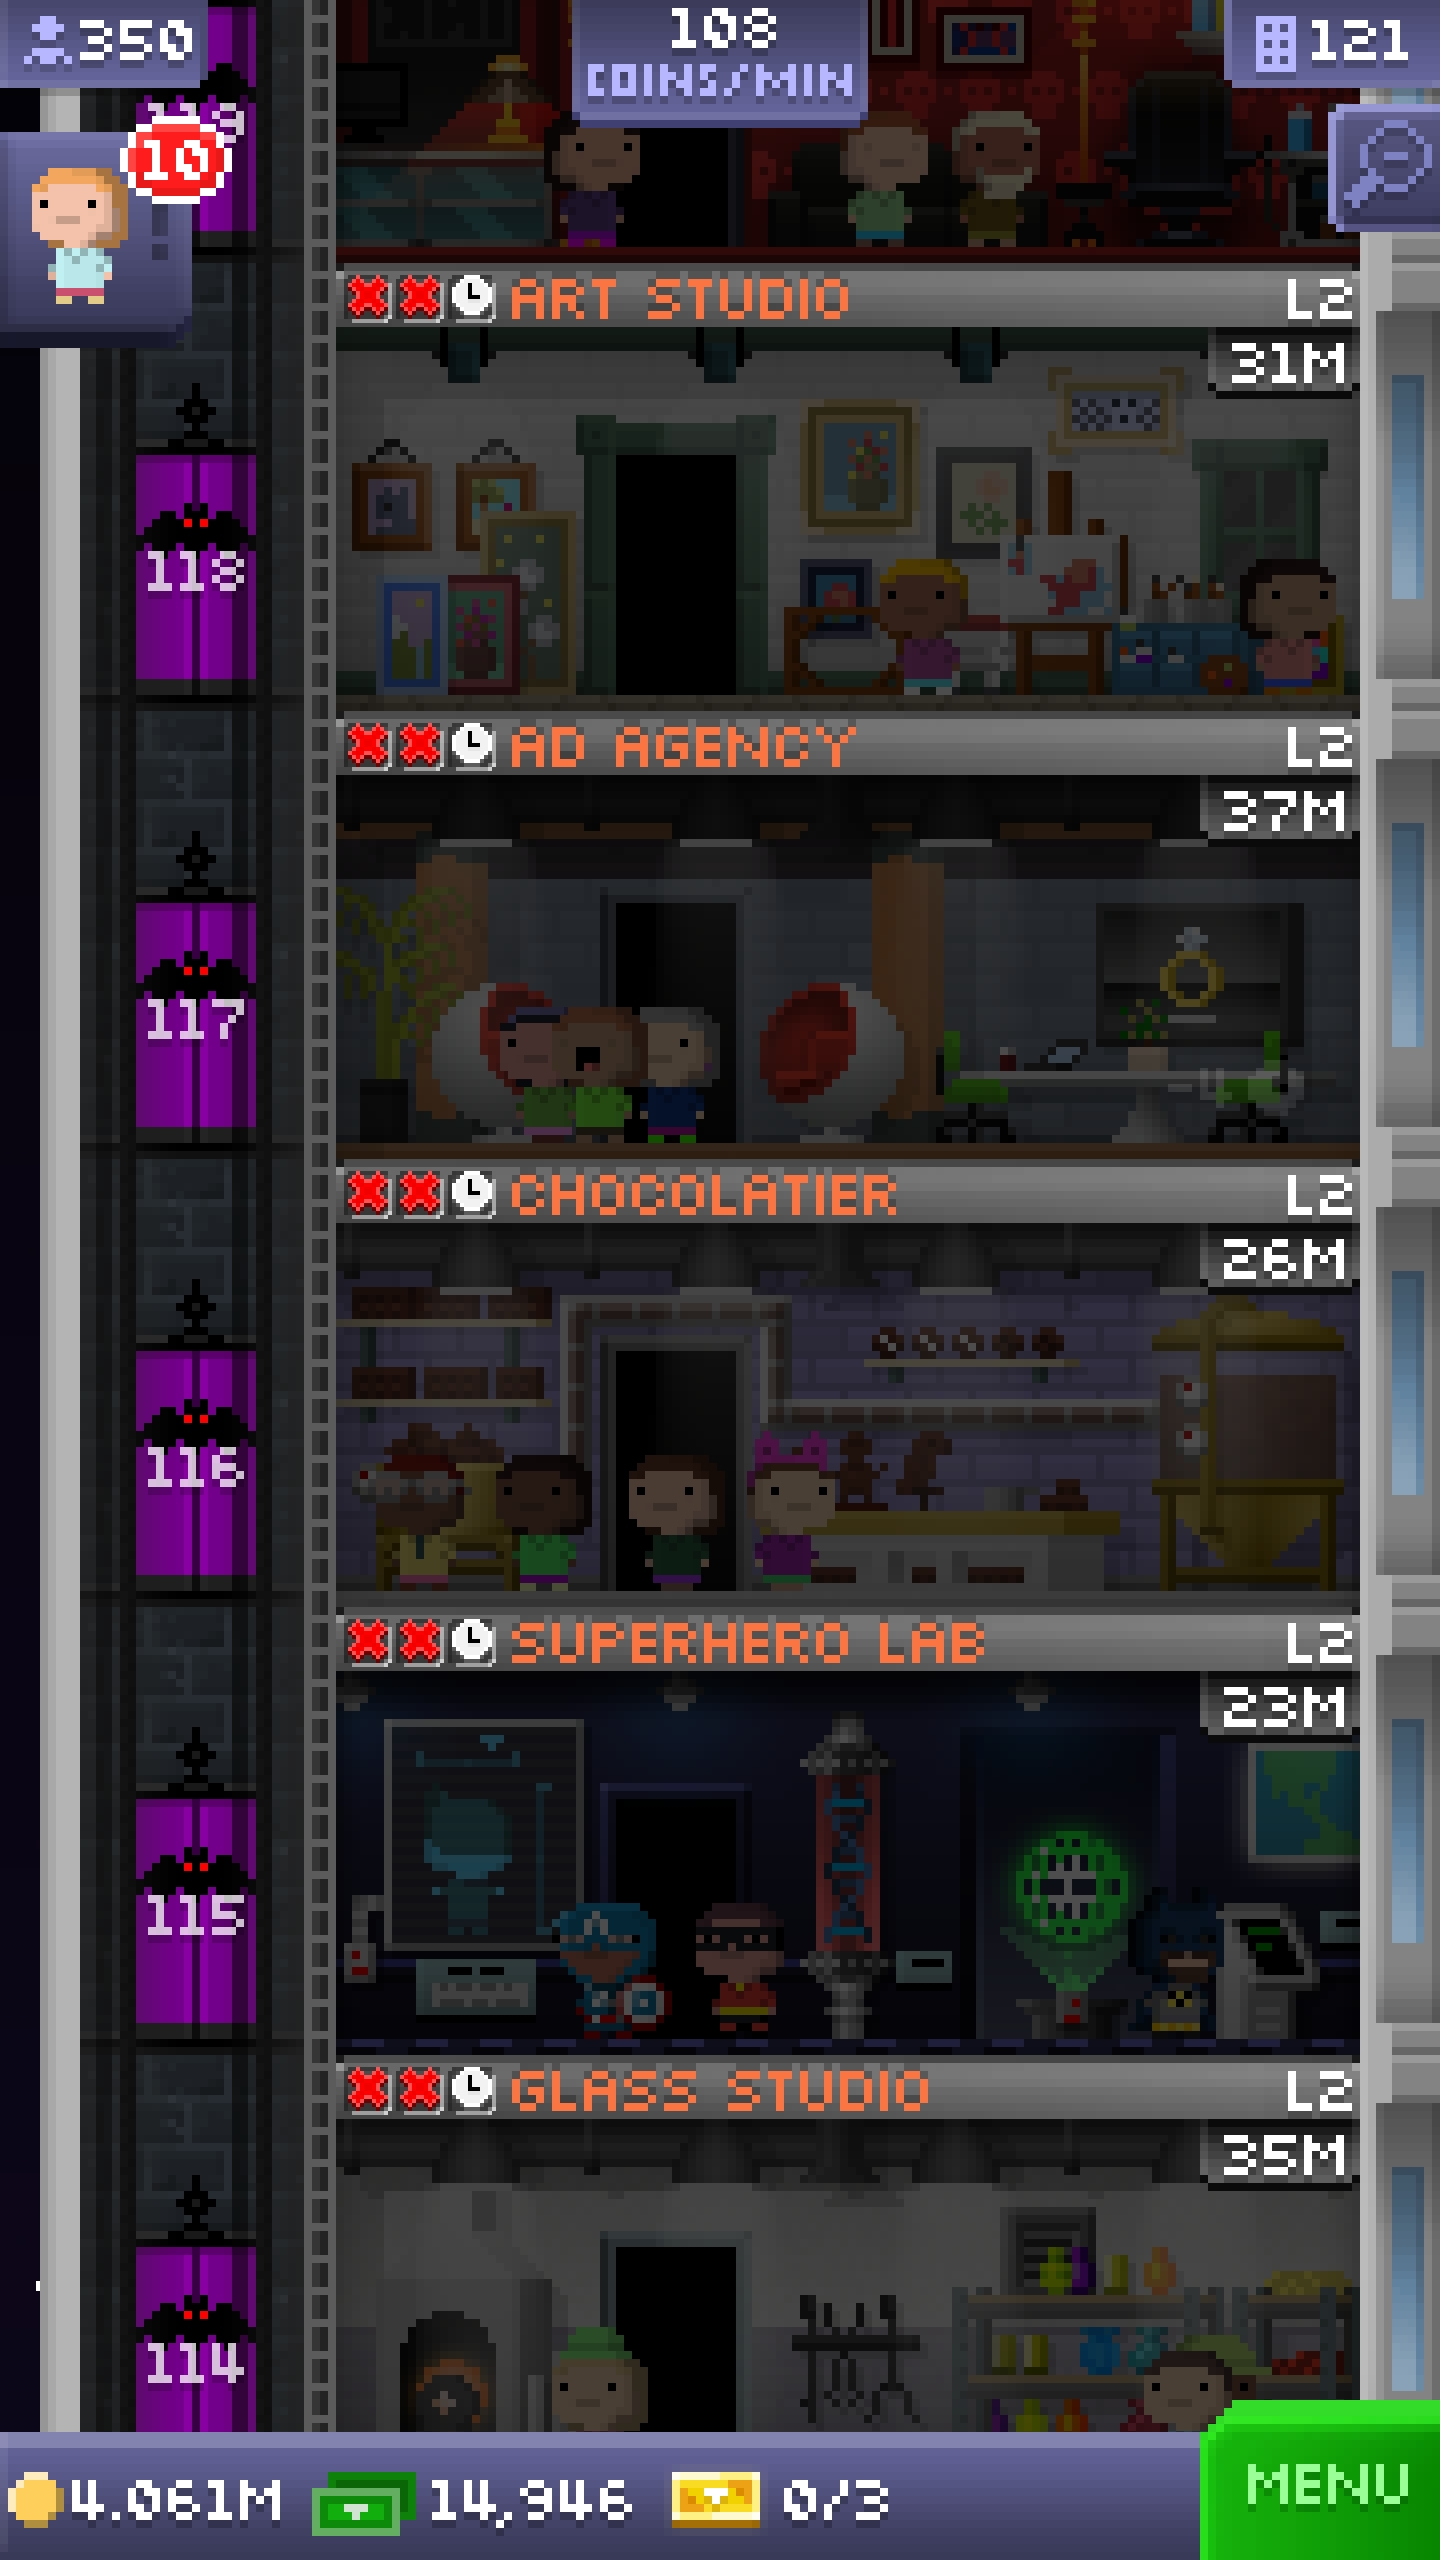 350
108
COINS/MIN
121
10
119
ART STUDIO L2
31M
118
AD AGENCY L2
37M
117
CHOCOLATIER L2
26M
116
SUPERHERO LAB L2
23M
115
GLASS STUDIO L2
35M
114
4.061M 14,946 0/3
MENU